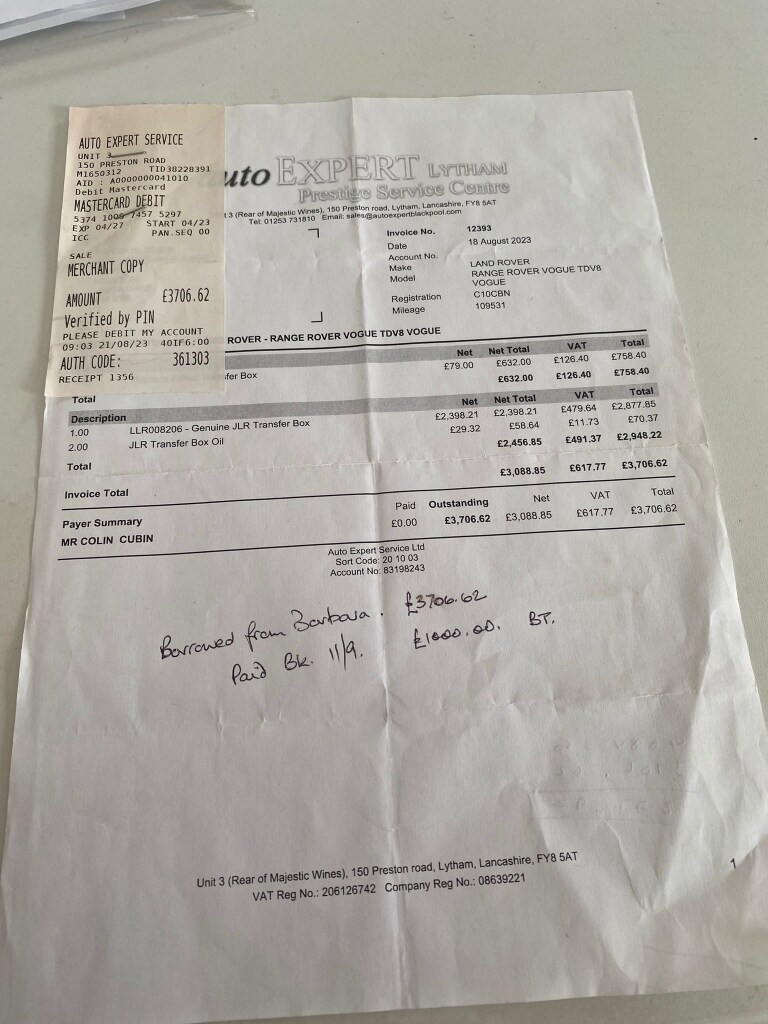 AUTO EXPERT SERVICE
UNIT 3
150 PRESTON ROAD
M1650312 TID38228391
AID : A0000000041010
Debit Mastercard
MASTERCARD DEBIT
5374 7457 5297
EXP 04/27 START 04/23
ICC PAN.SEQ 00
SALE
MERCHANT COPY
AMOUNT £3706.62
Verified by PIN
PLEASE DEBIT MY ACCOUNT
09:03 21/08/23 40IF6:00
AUTH CODE: 361303
RECEIPT 1356
uto EXPERT LYTHAM
Prestige Service Centre
t 3 (Rear of Majestic Wines), 150 Preston road, Lytham, Lancashire, FY8 5AT
Tel: 01253 731810 Email: sales@autoexpertblackpool.com
Invoice No. 12393
Date 18 August 2023
Account No.
Make LAND ROVER
Model RANGE ROVER VOGUE TDV8
VOGUE
Registration C10CBN
Mileage 109531
ROVER - RANGE ROVER VOGUE TDV8 VOGUE
Net Net Total VAT Total
fer Box £79.00 £632.00 £126.40 £758.40
Total £632.00 £126.40 £758.40
Description Net Net Total VAT Total
1.00 LLR008206 - Genuine JLR Transfer Box £2,398.21 £2,398.21 £479.64 £2,877.85
2.00 JLR Transfer Box Oil £29.32 £58.64 £11.73 £70.37
Total £2,456.85 £491.37 £2,948.22
Invoice Total £3,088.85 £617.77 £3,706.62
Payer Summary Paid Outstanding Net VAT Total
MR COLIN CUBIN £0.00 £3,706.62 £3,088.85 £617.77 £3,706.62
Auto Expert Service Ltd
Sort Code: 20 10 03
Account No: 83198243
Borrowed from Barbara. £3706.62
Paid Bk. 11/9. £1000.00. BT.
Unit 3 (Rear of Majestic Wines), 150 Preston road, Lytham, Lancashire, FY8 5AT
VAT Reg No.: 206126742 Company Reg No.: 08639221
1